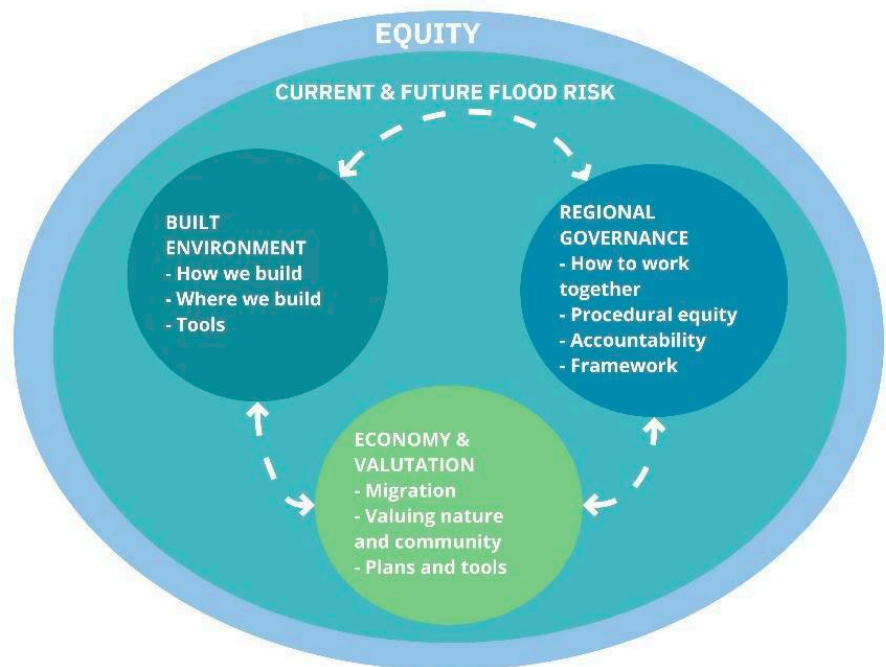 EQUITY
CURRENT & FUTURE FLOOD RISK
BUILT
ENVIRONMENT
- How we build
- Where we build
- Tools
REGIONAL
GOVERNANCE
- How to work
together
- Procedural equity
- Accountability
- Framework
ECONOMY &
VALUTATION
- Migration
- Valuing nature
and community
- Plans and tools